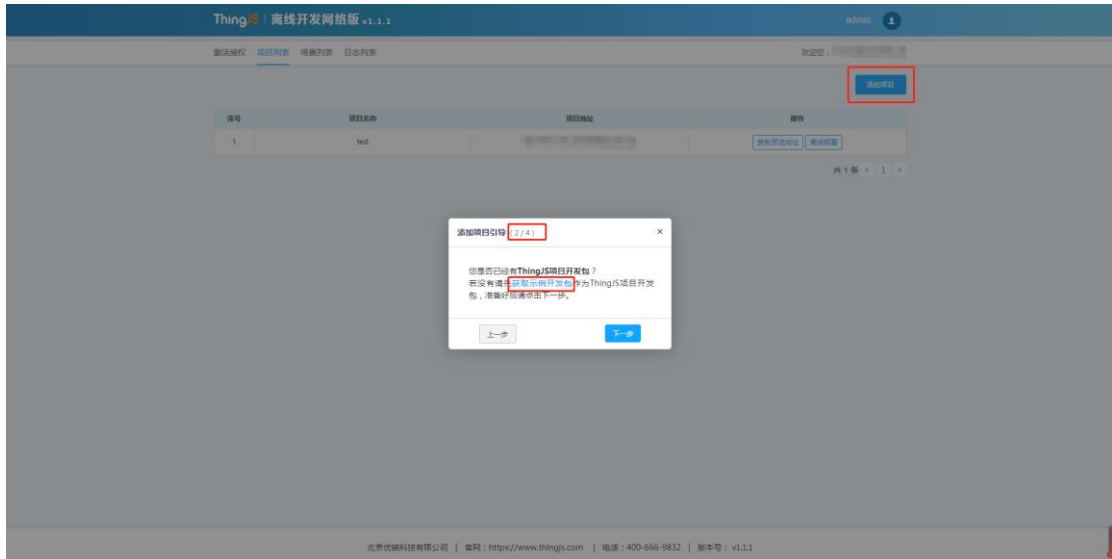 ThingJS | 离线开发网络版 v1.1.1
admin
激活授权 项目列表 场景列表 日志列表
欢迎您：
添加项目
序号 项目名称 项目地址 操作
1 test 复制预览地址 离线部署
共 1 条 < 1 >
添加项目引导（2/4） ×
您是否已经有ThingJS项目开发包？
若没有请先获取示例开发包作为ThingJS项目开发
包，准备好后请点击下一步。
上一步 下一步
北京优锘科技有限公司 | 官网：https://www.thingjs.com | 电话：400-666-9832 | 版本号： v1.1.1